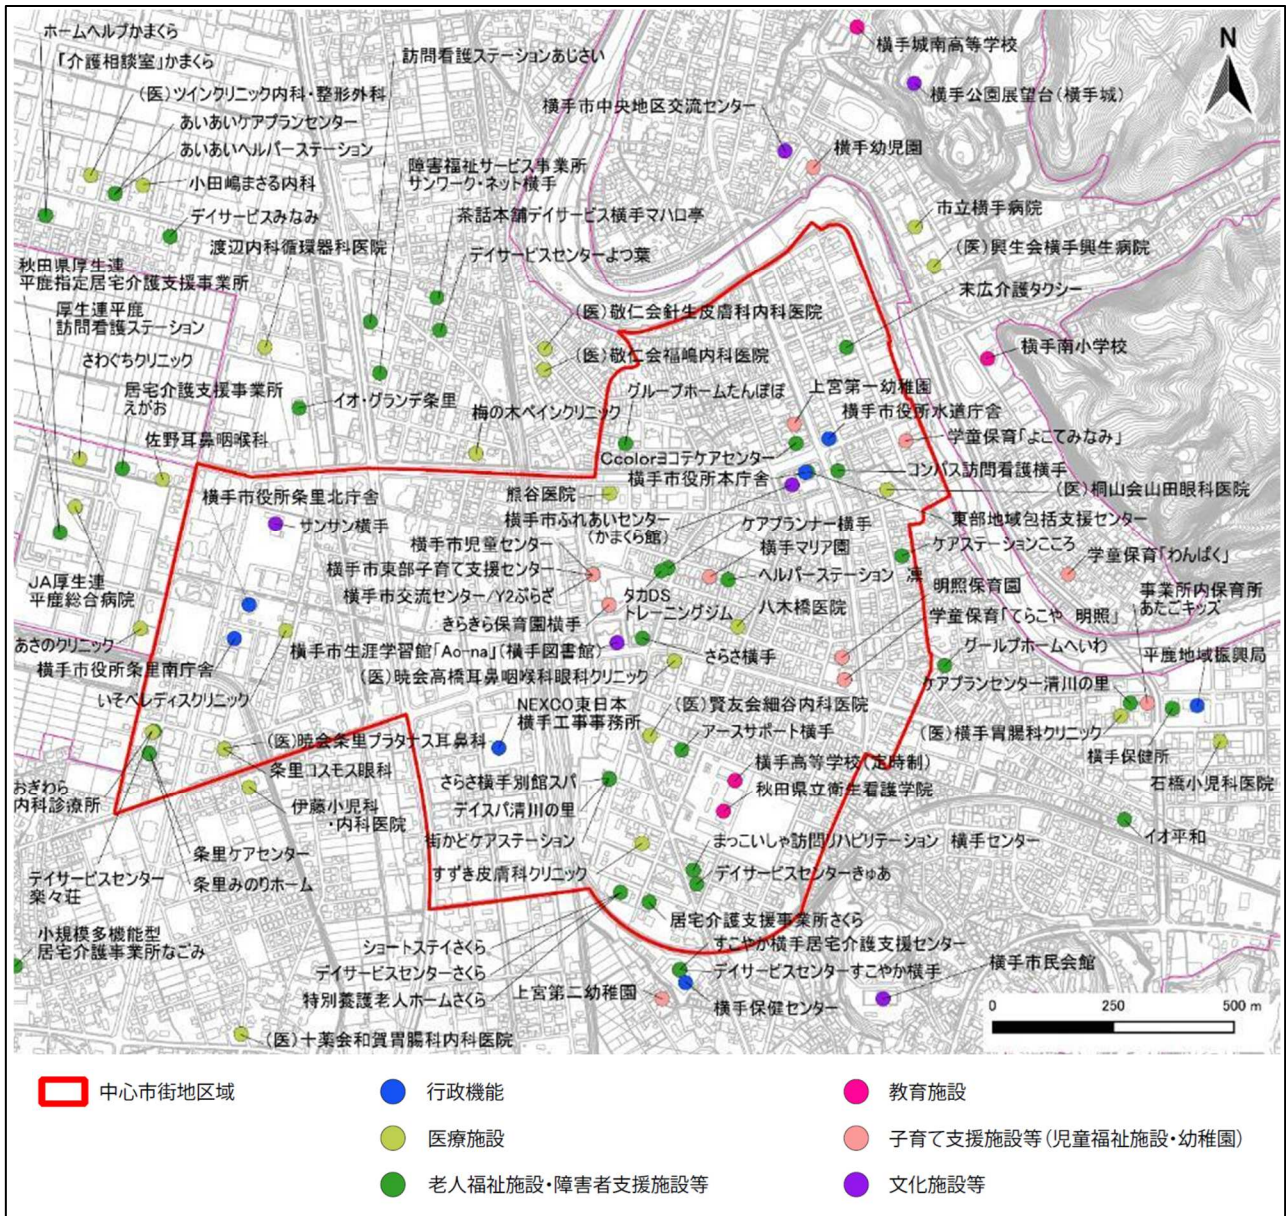 ホームヘルプかまくら
「介護相談室」かまくら
(医)ツインクリニック内科・整形外科
あいあいケアプランセンター
あいあいヘルパーステーション
小田嶋まさる内科
デイサービスみなみ
渡辺内科循環器科医院
秋田県厚生連
平鹿指定居宅介護支援事業所
厚生連平鹿
訪問看護ステーション
さわぐちクリニック
居宅介護支援事業所
えがお
佐野耳鼻咽喉科
訪問看護ステーションあじさい
障害福祉サービス事業所
サンワーク・ネット横手
茶話本舗デイサービス横手マハロ亭
デイサービスセンターよつ葉
(医)敬仁会針生皮膚科内科医院
(医)敬仁会福嶋内科医院
イオ・グランデ条里
梅の木ペインクリニック
グループホームたんぽぽ
横手城南高等学校
横手公園展望台(横手城)
横手市中央地区交流センター
横手幼児園
N
市立横手病院
(医)興生会横手興生病院
末広介護タクシー
横手南小学校
上宮第一幼稚園
横手市役所水道庁舎
学童保育「よこてみなみ」
Ccolorヨコテケアセンター
横手市役所本庁舎
コンパス訪問看護横手
(医)桐山会山田眼科医院
熊谷医院
横手市ふれあいセンター
(かまくら館)
東部地域包括支援センター
ケアプランナー横手
ケアステーションこころ
横手市役所条里北庁舎
サンサン横手
横手市児童センター
横手マリア園
学童保育「わんぱく」
横手市東部子育て支援センター
ヘルパーステーション 凛
JA厚生連
平鹿総合病院
横手市交流センター/Y2ぷらざ
タカDS
トレーニングジム
八木橋医院
明照保育園
事業所内保育所
あたごキッズ
きらきら保育園横手
学童保育「てらこや 明照」
あさのクリニック
横手市生涯学習館「Ao-na」(横手図書館)
さらさ横手
グループホームへいわ
平鹿地域振興局
横手市役所条里南庁舎
(医)暁会高橋耳鼻咽喉科眼科クリニック
ケアプランセンター清川の里
いそべレディスクリニック
NEXCO東日本
横手工事事務所
(医)賢友会細谷内科医院
(医)横手胃腸科クリニック
アースサポート横手
横手保健所
(医)暁会条里プラタナス耳鼻科
条里コスモス眼科
横手高等学校(定時制)
石橋小児科医院
おぎわら
内科診療所
さらさ横手別館スパ
秋田県立衛生看護学院
伊藤小児科
・内科医院
デイスパ清川の里
イオ平和
街かどケアステーション
まっこいしゃ訪問リハビリテーション 横手センター
条里ケアセンター
すずき皮膚科クリニック
デイサービスセンターきゅあ
デイサービスセンター
楽々荘
条里みのりホーム
居宅介護支援事業所さくら
小規模多機能型
居宅介護事業所なごみ
ショートステイさくら
すこやか横手居宅介護支援センター
デイサービスセンターさくら
デイサービスセンターすこやか横手
横手市民会館
特別養護老人ホームさくら
上宮第二幼稚園
横手保健センター
0 250 500 m
(医)十薬会和賀胃腸科内科医院
中心市街地区域
行政機能
教育施設
医療施設
子育て支援施設等(児童福祉施設・幼稚園)
老人福祉施設・障害者支援施設等
文化施設等